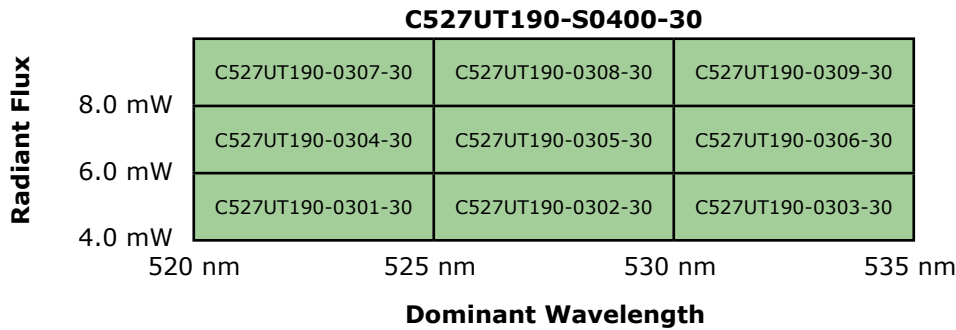 C527UT190-S0400-30
Radiant Flux
C527UT190-0307-30 C527UT190-0308-30 C527UT190-0309-30
8.0 mW
C527UT190-0304-30 C527UT190-0305-30 C527UT190-0306-30
6.0 mW
C527UT190-0301-30 C527UT190-0302-30 C527UT190-0303-30
4.0 mW
520 nm 525 nm 530 nm 535 nm
Dominant Wavelength